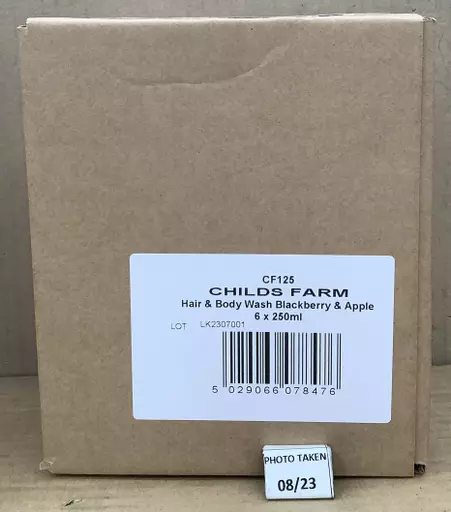 CF125
CHILDS FARM
Hair & Body Wash Blackberry & Apple
6 x 250ml
LOT LK2307001
5 029066 078476
PHOTO TAKEN
08/23